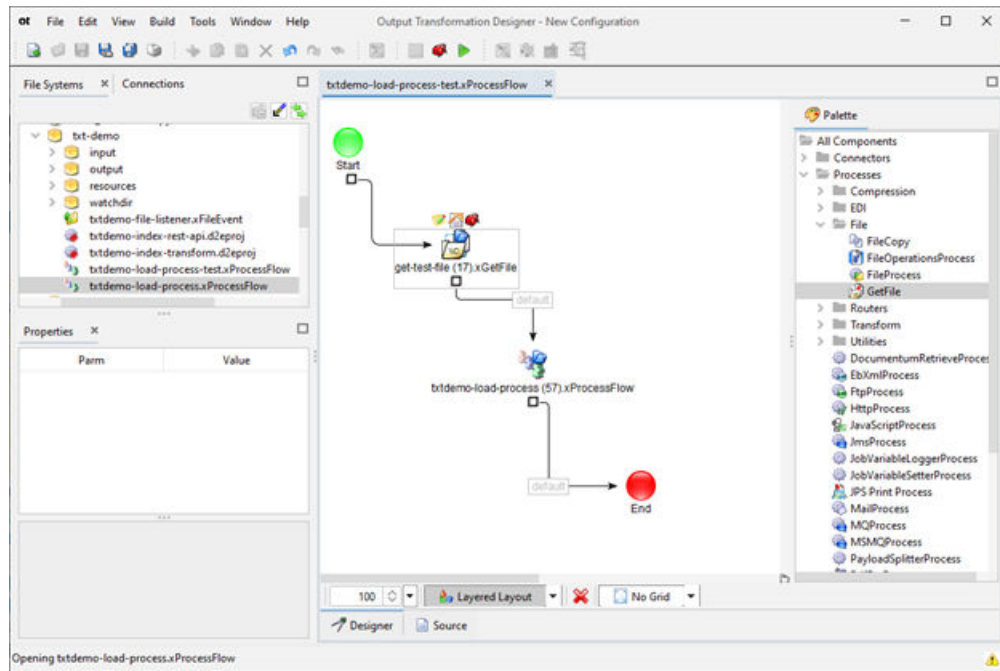 ot File Edit View Build Tools Window Help Output Transformation Designer - New Configuration
File Systems × Connections
txt-demo
input
output
resources
watchdir
txtdemo-file-listener.xFileEvent
txtdemo-index-rest-api.d2eproj
txtdemo-index-transform.d2eproj
txtdemo-load-process-test.xProcessFlow
txtdemo-load-process.xProcessFlow
Properties ×
Parm Value
txtdemo-load-process-test.xProcessFlow ×
Start
get-test-file (17).xGetFile
default
txtdemo-load-process (57).xProcessFlow
default
End
100 Layered Layout No Grid
Designer Source
Palette
All Components
Connectors
Processes
Compression
EDI
File
FileCopy
FileOperationsProcess
FileProcess
GetFile
Routers
Transform
Utilities
DocumentumRetrieveProces
EbXmlProcess
FtpProcess
HttpProcess
JavaScriptProcess
JmsProcess
JobVariableLoggerProcess
JobVariableSetterProcess
JPS Print Process
MailProcess
MQProcess
MSMQProcess
PayloadSplitterProcess
Opening txtdemo-load-process.xProcessFlow